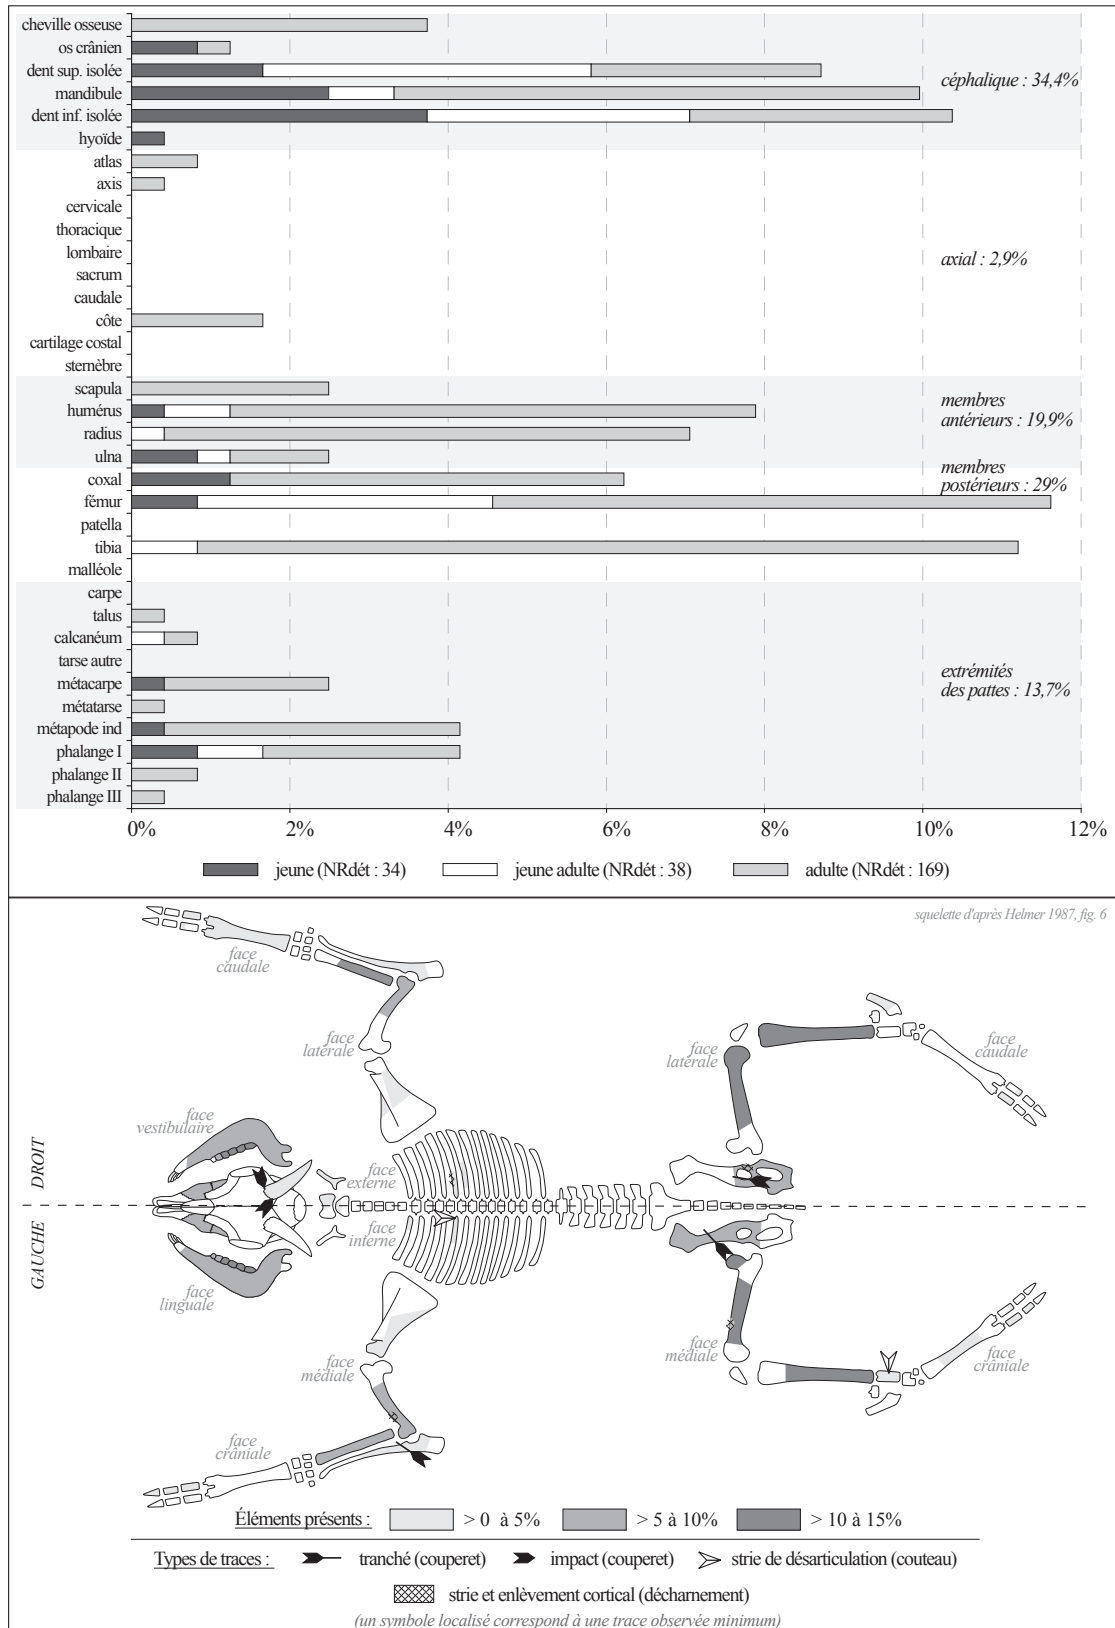 cheville osseuse
os crânien
dent sup. isolée
mandibule
dent inf. isolée
hyoïde
céphalique : 34,4%
atlas
axis
cervicale
thoracique
lombaire
sacrum
caudale
côte
cartilage costal
sternèbre
axial : 2,9%
scapula
humérus
radius
ulna
membres
antérieurs : 19,9%
coxal
fémur
patella
tibia
malléole
membres
postérieurs : 29%
carpe
talus
calcanéum
tarse autre
métacarpe
métatarse
métapode ind
phalange I
phalange II
phalange III
extrémités
des pattes : 13,7%
0% 2% 4% 6% 8% 10% 12%
jeune (NRdét : 34) jeune adulte (NRdét : 38) adulte (NRdét : 169)
squelette d'après Helmer 1987, fig. 6
face
caudale
face
latérale
face
latérale
face
caudale
face
vestibulaire
face
externe
DROIT
GAUCHE
face
interne
face
linguale
face
médiale
face
médiale
face
crâniale
face
crâniale
Éléments présents : > 0 à 5% > 5 à 10% > 10 à 15%
Types de traces : tranché (couperet) impact (couperet) strie de désarticulation (couteau)
strie et enlèvement cortical (décharnement)
(un symbole localisé correspond à une trace observée minimum)